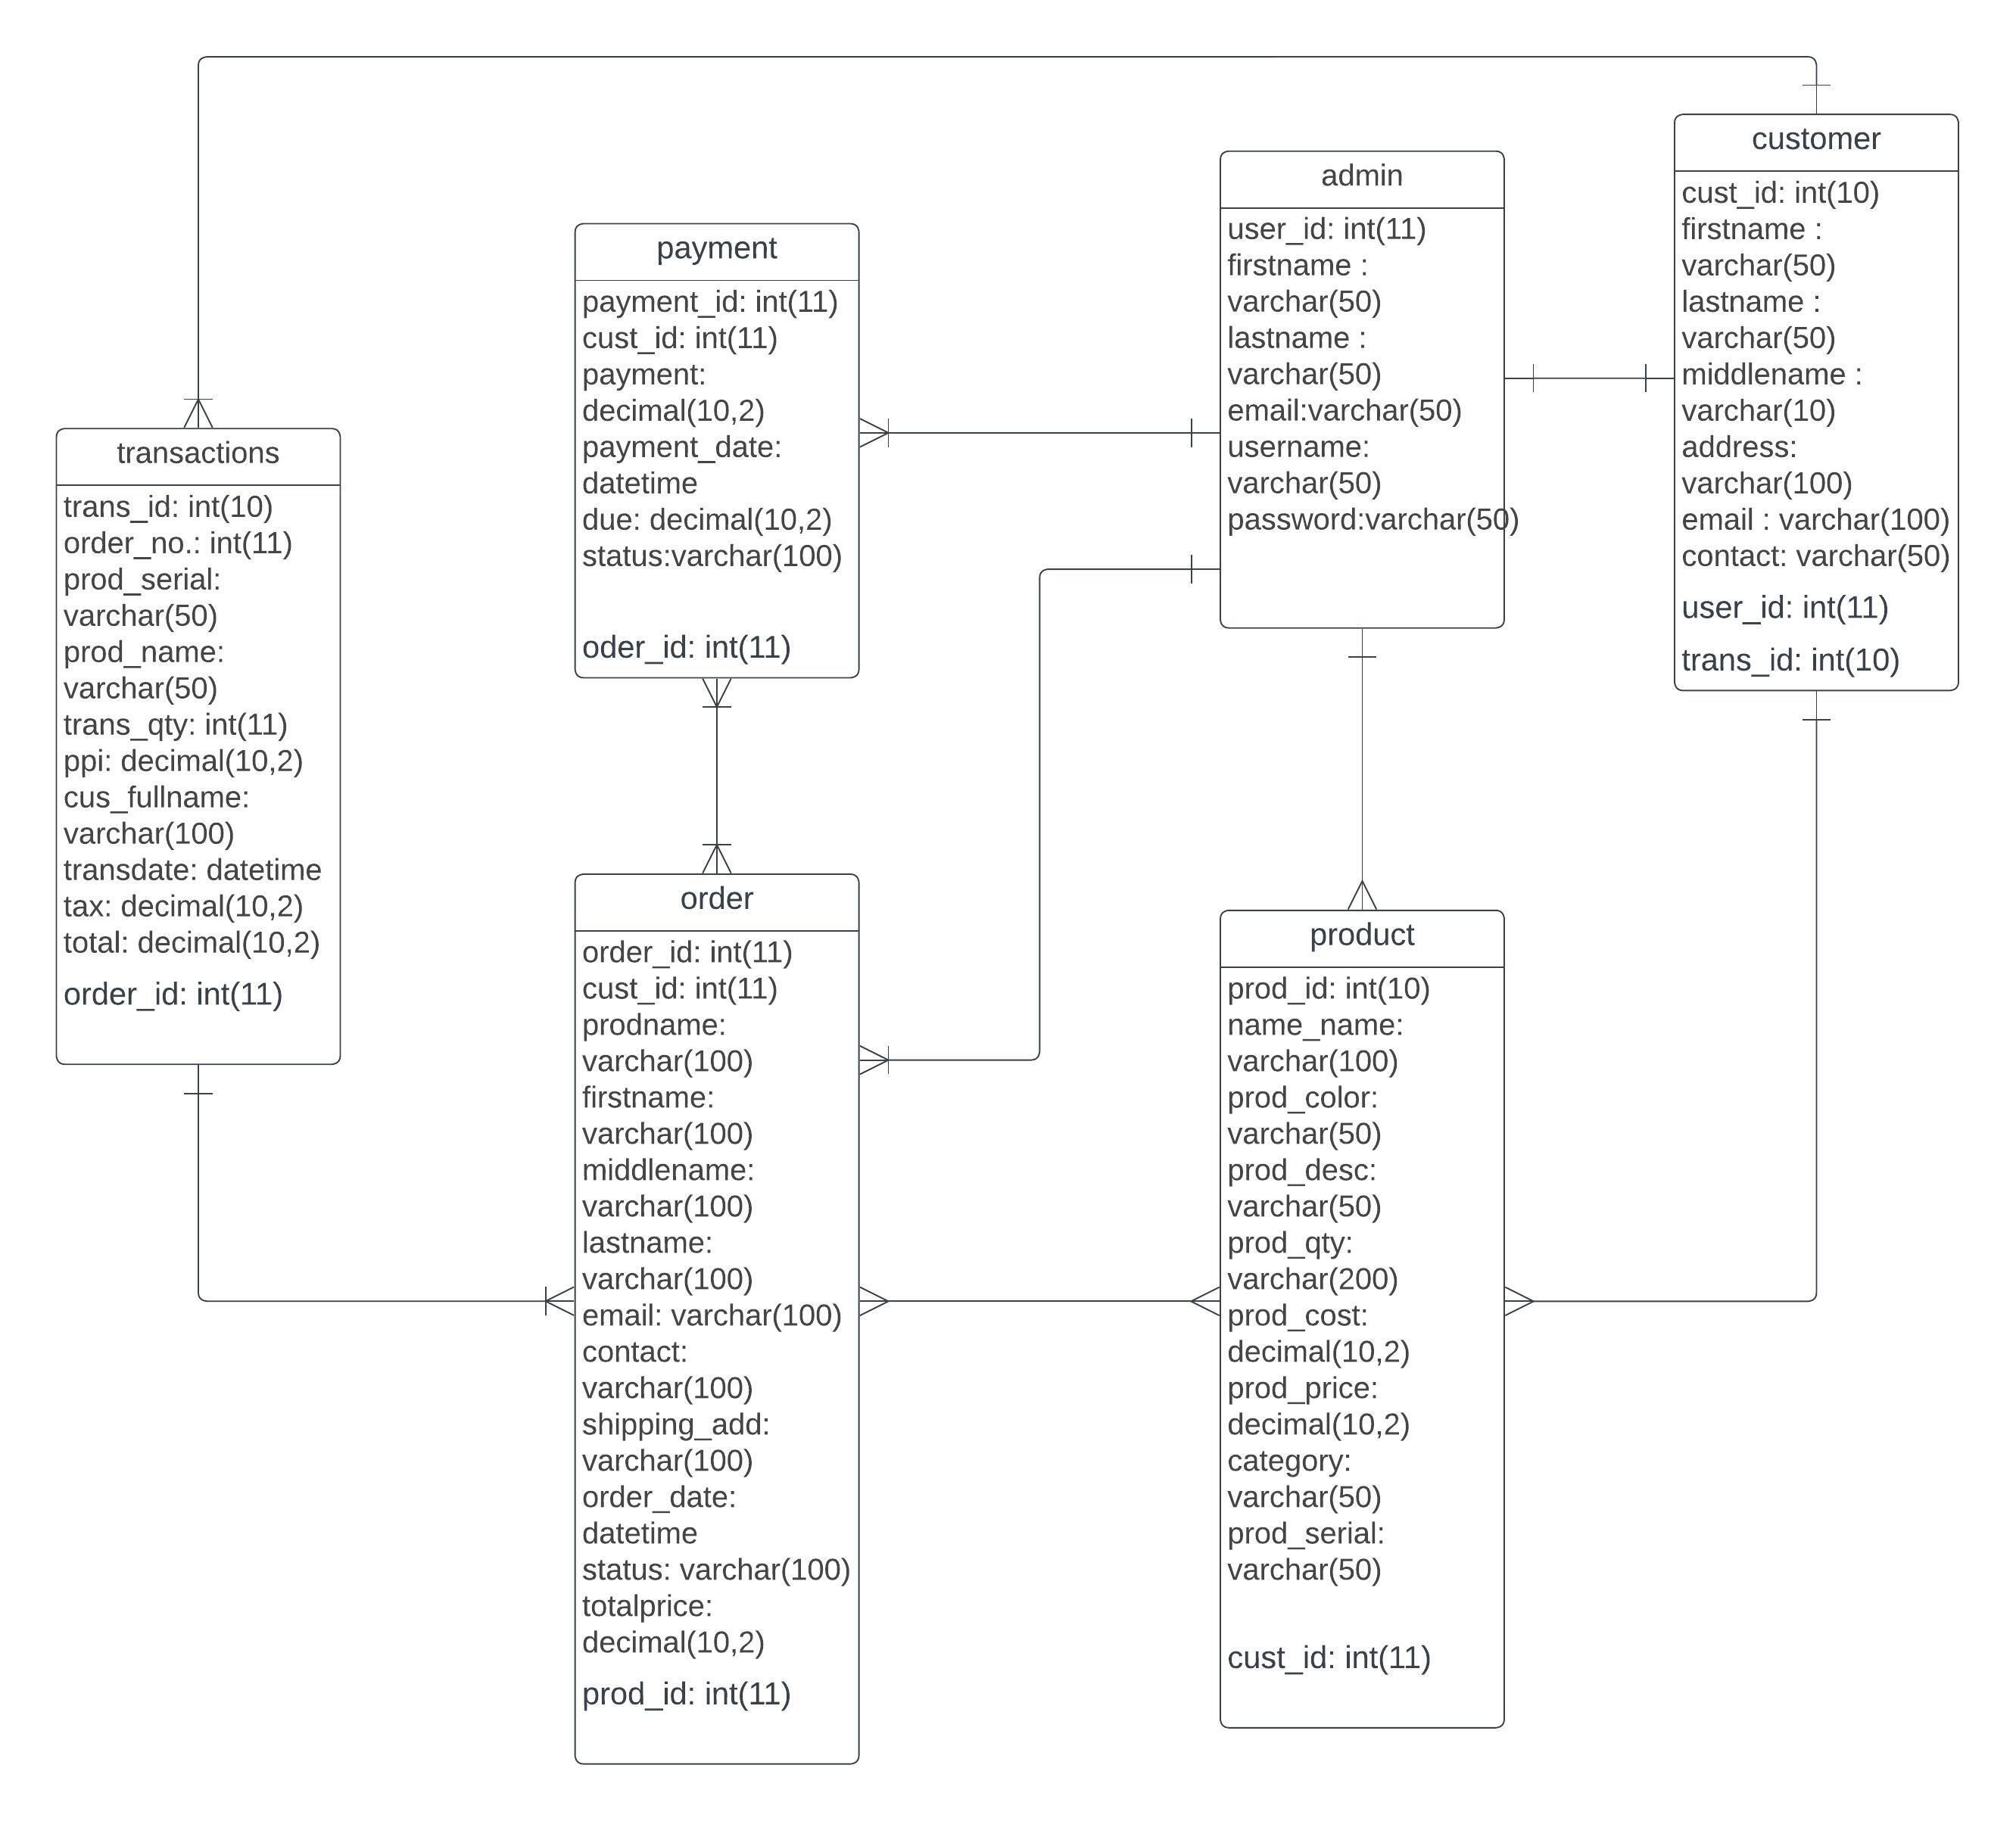 customer
cust_id: int(10)
firstname :
varchar(50)
lastname :
varchar(50)
middlename :
varchar(10)
address:
varchar(100)
email : varchar(100)
contact: varchar(50)
user_id: int(11)
trans_id: int(10)
admin
user_id: int(11)
firstname :
varchar(50)
lastname :
varchar(50)
email:varchar(50)
username:
varchar(50)
password:varchar(50)
payment
payment_id: int(11)
cust_id: int(11)
payment:
decimal(10,2)
payment_date:
datetime
due: decimal(10,2)
status:varchar(100)
oder_id: int(11)
transactions
trans_id: int(10)
order_no.: int(11)
prod_serial:
varchar(50)
prod_name:
varchar(50)
trans_qty: int(11)
ppi: decimal(10,2)
cus_fullname:
varchar(100)
transdate: datetime
tax: decimal(10,2)
total: decimal(10,2)
order_id: int(11)
order
order_id: int(11)
cust_id: int(11)
prodname:
varchar(100)
firstname:
varchar(100)
middlename:
varchar(100)
lastname:
varchar(100)
email: varchar(100)
contact:
varchar(100)
shipping_add:
varchar(100)
order_date:
datetime
status: varchar(100)
totalprice:
decimal(10,2)
prod_id: int(11)
product
prod_id: int(10)
name_name:
varchar(100)
prod_color:
varchar(50)
prod_desc:
varchar(50)
prod_qty:
varchar(200)
prod_cost:
decimal(10,2)
prod_price:
decimal(10,2)
category:
varchar(50)
prod_serial:
varchar(50)
cust_id: int(11)